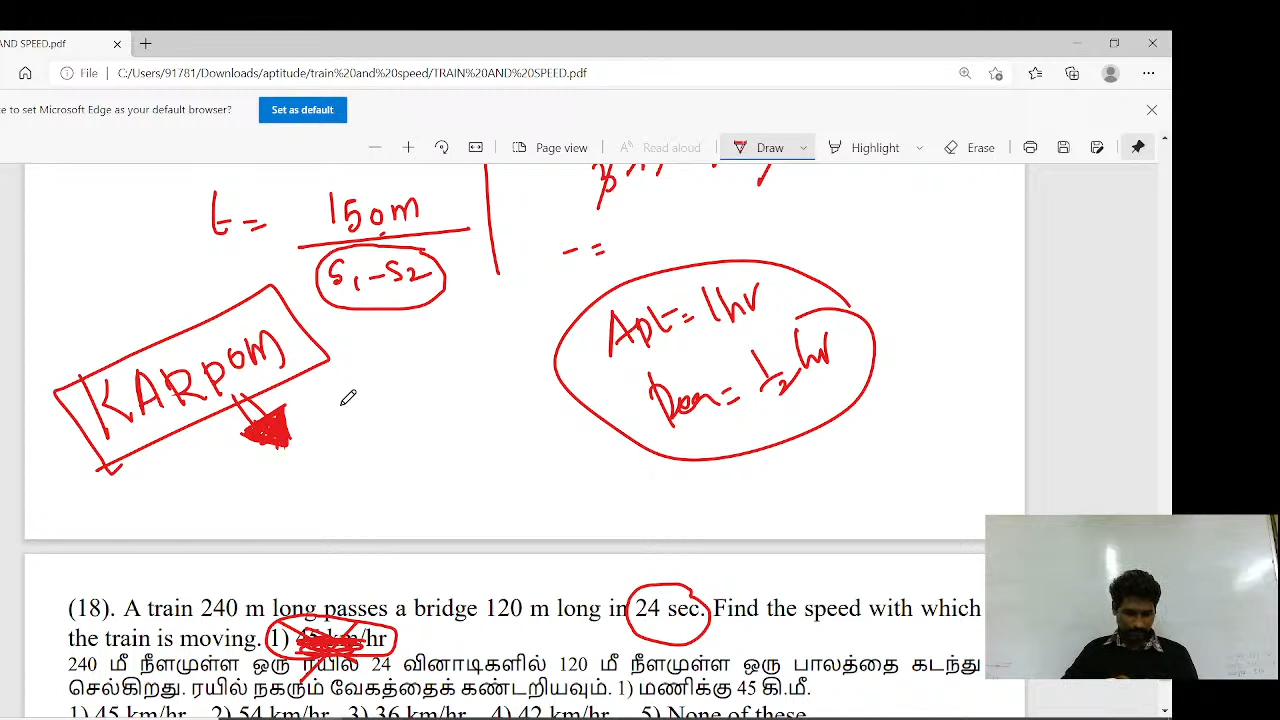 AND SPEED.pdf
File C:/Users/91781/Downloads/aptitude/train%20and%20speed/TRAIN%20AND%20SPEED.pdf
e to set Microsoft Edge as your default browser? Set as default
Page view Read aloud Draw Highlight Erase
t = 150m
S1-S2
- =
Apt = 1hr
= 1/2 hr
KARPOM
(18). A train 240 m long passes a bridge 120 m long in 24 sec. Find the speed with which
the train is moving. 1) 45 km/hr
240 மீ நீளமுள்ள ஒரு ரயில் 24 வினாடிகளில் 120 மீ நீளமுள்ள ஒரு பாலத்தை கடந்து
செல்கிறது. ரயில் நகரும் வேகத்தைக் கண்டறியவும். 1) மணிக்கு 45 கி.மீ.
1) 45 km/hr 2) 54 km/hr 3) 36 km/hr 4) 42 km/hr 5) None of these